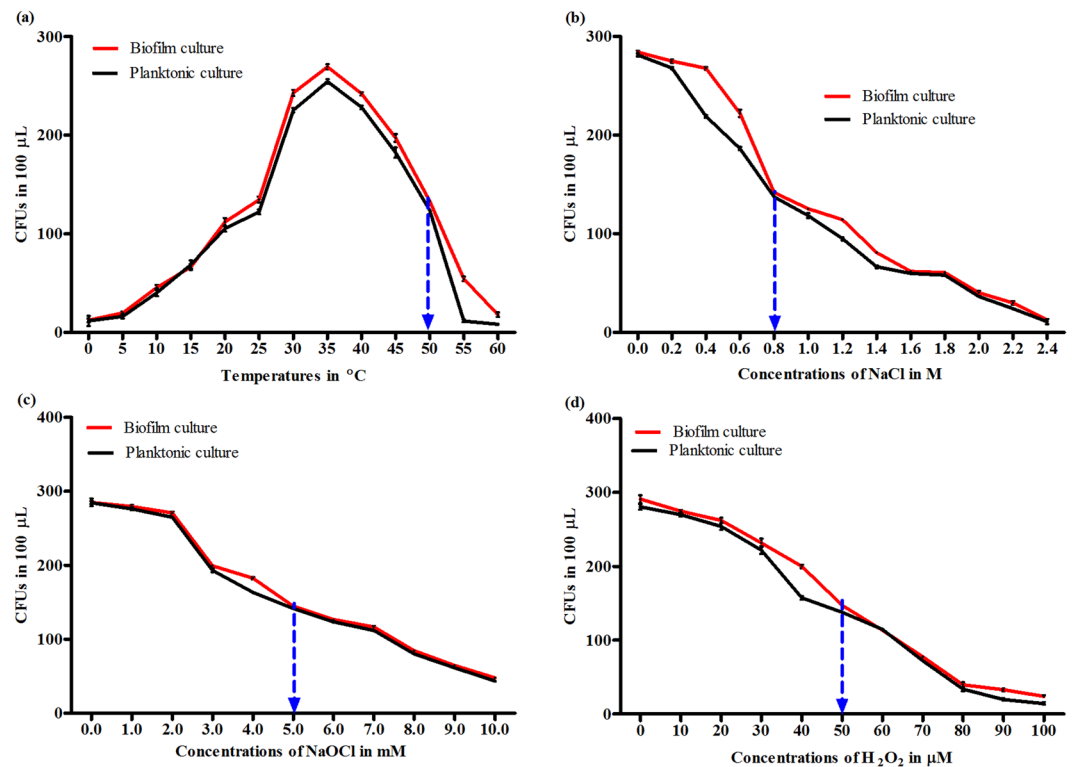 (a)
300
200
100
0
CFUs in 100 µL
Biofilm culture
Planktonic culture
0 5 10 15 20 25 30 35 40 45 50 55 60
Temperatures in °C
(b)
300
200
100
0
CFUs in 100 µL
Biofilm culture
Planktonic culture
0.0 0.2 0.4 0.6 0.8 1.0 1.2 1.4 1.6 1.8 2.0 2.2 2.4
Concentrations of NaCl in M
(c)
400
300
200
100
0
CFUs in 100 µL
Biofilm culture
Planktonic culture
0.0 1.0 2.0 3.0 4.0 5.0 6.0 7.0 8.0 9.0 10.0
Concentrations of NaOCl in mM
(d)
400
300
200
100
0
CFUs in 100 µL
Biofilm culture
Planktonic culture
0 10 20 30 40 50 60 70 80 80 100
Concentrations of H₂O₂ in µM